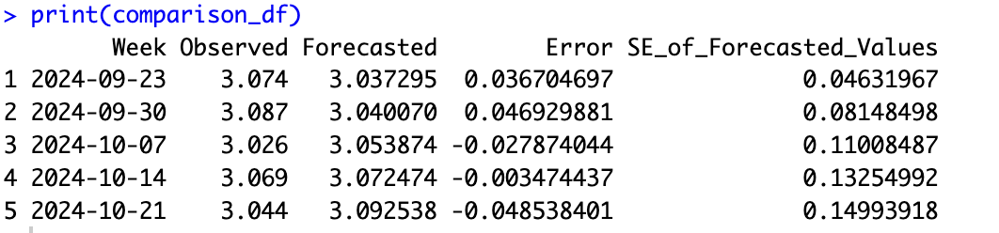 > print(comparison_df)
Week Observed Forecasted Error SE_of_Forecasted_Values
1 2024-09-23 3.074 3.037295 0.036704697 0.04631967
2 2024-09-30 3.087 3.040070 0.046929881 0.08148498
3 2024-10-07 3.026 3.053874 -0.027874044 0.11008487
4 2024-10-14 3.069 3.072474 -0.003474437 0.13254992
5 2024-10-21 3.044 3.092538 -0.048538401 0.14993918